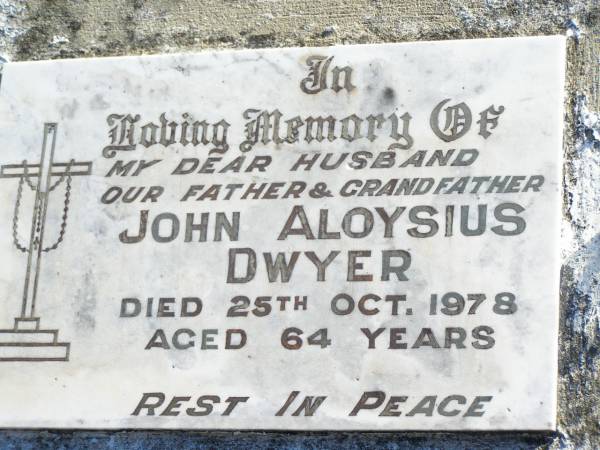 In
Loving Memory Of
MY DEAR HUSBAND
OUR FATHER & GRANDFATHER
JOHN ALOYSIUS
DWYER
DIED 25TH OCT. 1978
AGED 64 YEARS
REST IN PEACE